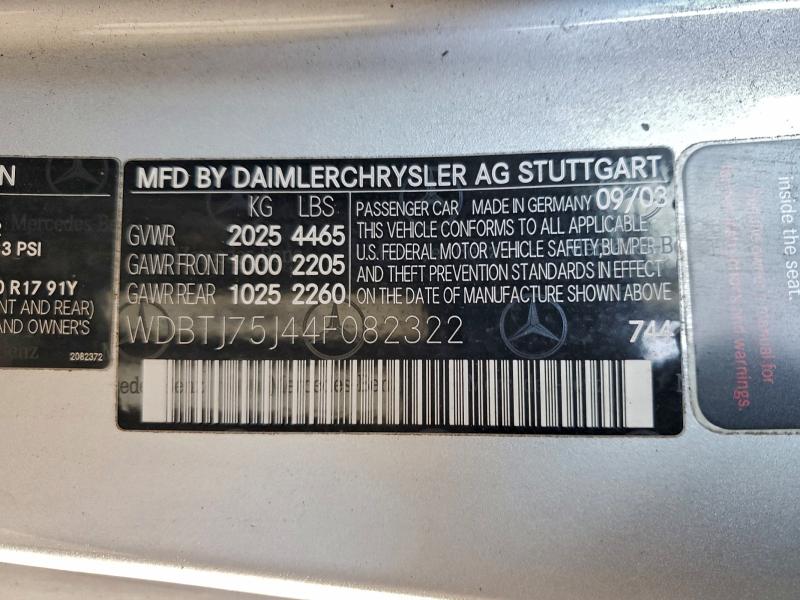 N
3 PSI
0 R17 91Y
NT AND REAR)
AND OWNER'S
2082372
MFD BY DAIMLERCHRYSLER AG STUTTGART
KG LBS
GVWR 2025 4465
GAWR FRONT 1000 2205
GAWR REAR 1025 2260
PASSENGER CAR MADE IN GERMANY 09/03
THIS VEHICLE CONFORMS TO ALL APPLICABLE
U.S. FEDERAL MOTOR VEHICLE SAFETY, BUMPER
AND THEFT PREVENTION STANDARDS IN EFFECT
ON THE DATE OF MANUFACTURE SHOWN ABOVE
WDBTJ75J44F082322 744
inside the seat.
manual for
warnings.